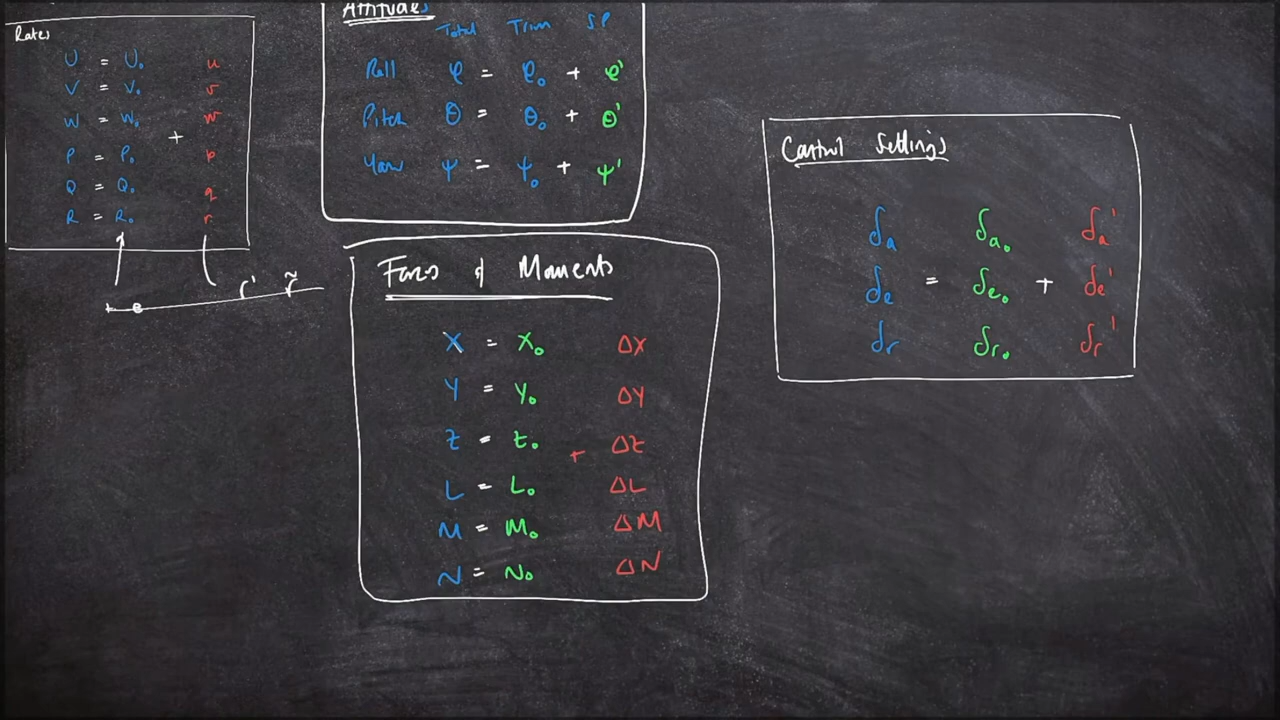 Rates
U = U₀ u
V = V₀ v
W = W₀ w
+
P = P₀ p
Q = Q₀ q
R = R₀ r
r' r̃
Attitudes
Total Trim S.P
Roll φ = φ₀ + φ'
Pitch θ = θ₀ + θ'
Yaw ψ = ψ₀ + ψ'
Forces & Moments
X = X₀ ΔX
Y = Y₀ ΔY
Z = Z₀ + ΔZ
L = L₀ ΔL
M = M₀ ΔM
N = N₀ ΔN
Control Settings
δa δa₀ δa'
δe = δe₀ + δe'
δr δr₀ δr'